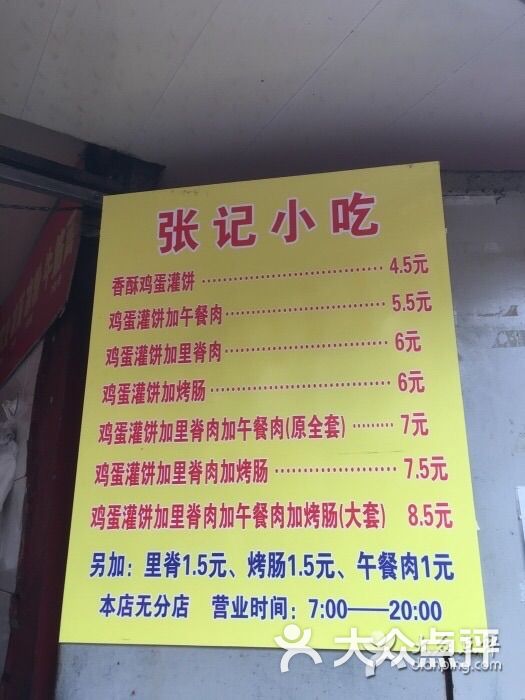 张记小吃
香酥鸡蛋灌饼………………………4.5元
鸡蛋灌饼加午餐肉…………………5.5元
鸡蛋灌饼加里脊肉…………………6元
鸡蛋灌饼加烤肠……………………6元
鸡蛋灌饼加里脊肉加午餐肉(原全套)………7元
鸡蛋灌饼加里脊肉加烤肠……………7.5元
鸡蛋灌饼加里脊肉加午餐肉加烤肠(大套) 8.5元
另加：里脊1.5元、烤肠1.5元、午餐肉1元
本店无分店 营业时间：7:00——20:00
大众点评
dianping.com